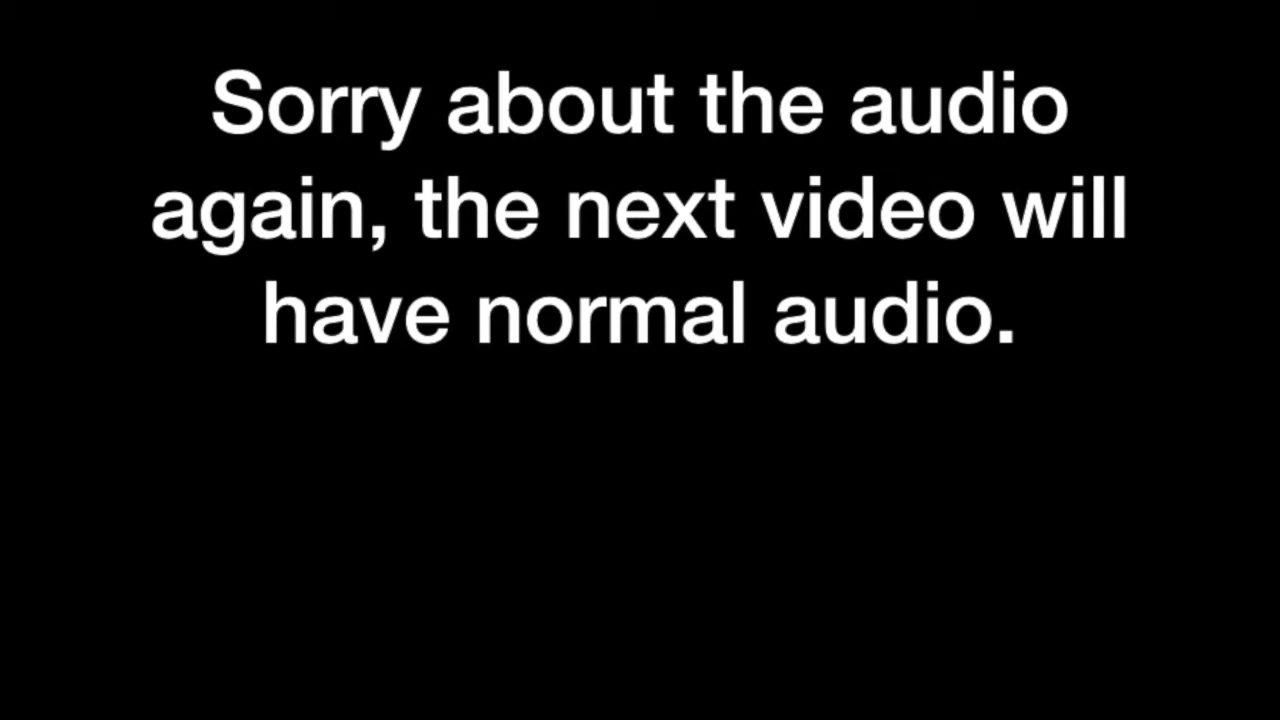 Sorry about the audio
again, the next video will
have normal audio.